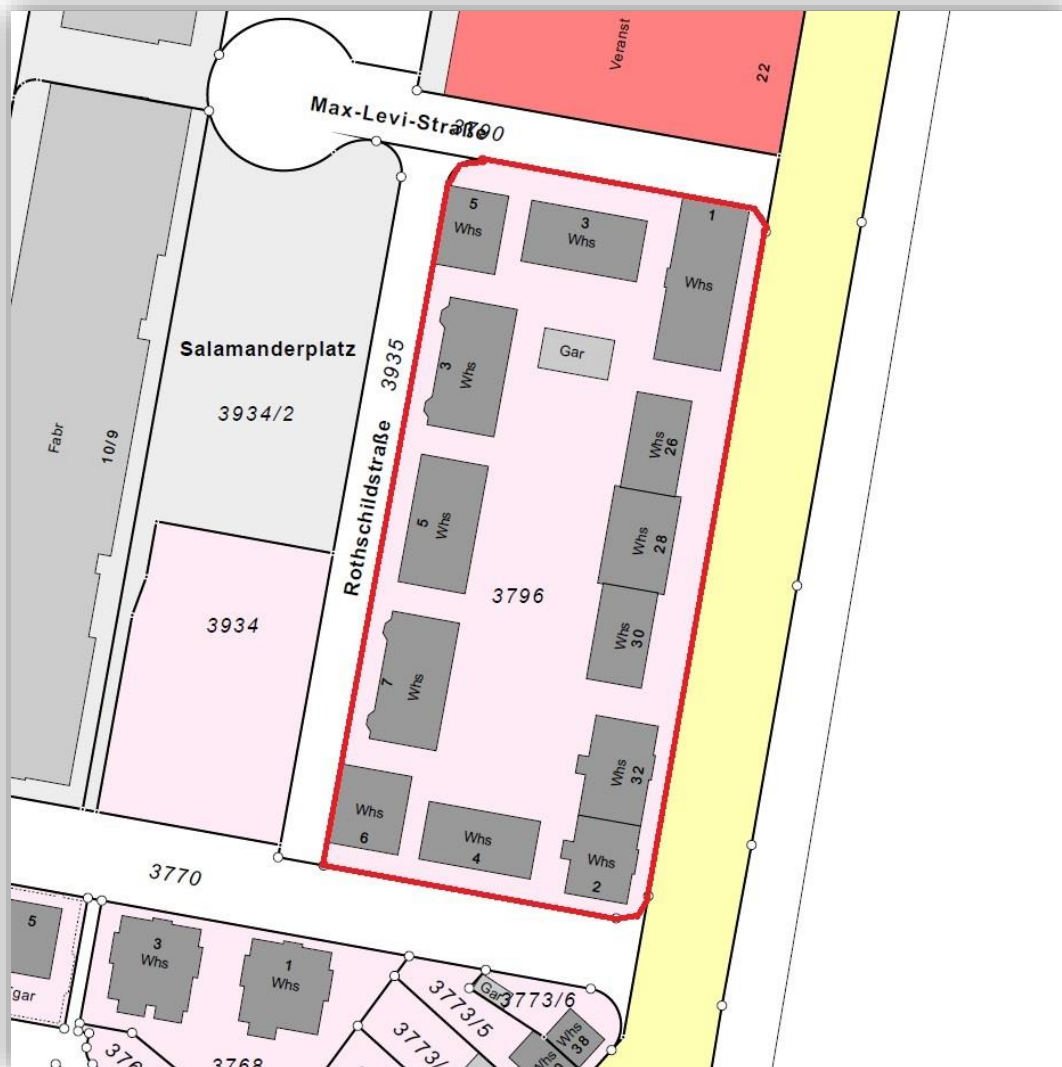 Veranst
22
Max-Levi-Straße
3790
5
Whs
3
Whs
1
Whs
Salamanderplatz
3934/2
3935
Rothschildstraße
Fabr
10/9
3
Whs
Gar
Whs
26
5
Whs
Whs
28
3796
3934
Whs
30
7
Whs
Whs
32
Whs
6
Whs
4
Whs
2
3770
5
3
Whs
1
Whs
Gar
3773/6
3773/5
Whs
38
3768